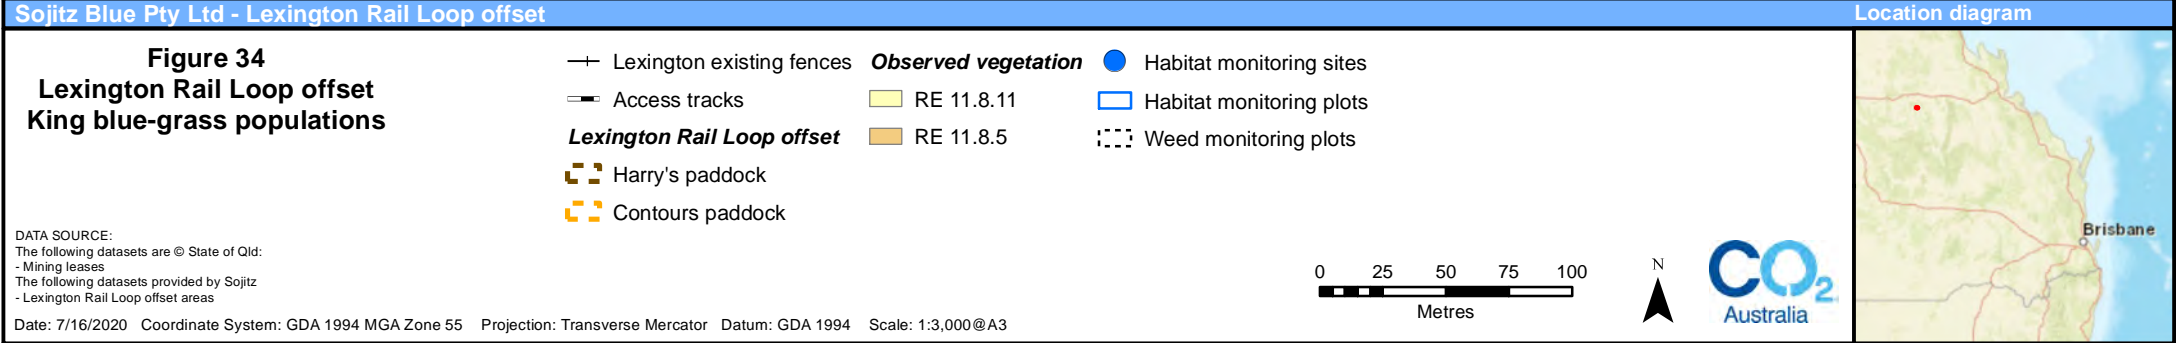 Sojitz Blue Pty Ltd - Lexington Rail Loop offset
Location diagram
Figure 34
Lexington Rail Loop offset
King blue-grass populations
Lexington existing fences
Access tracks
Lexington Rail Loop offset
Harry's paddock
Contours paddock
Observed vegetation
RE 11.8.11
RE 11.8.5
Habitat monitoring sites
Habitat monitoring plots
Weed monitoring plots
DATA SOURCE:
The following datasets are © State of Qld:
- Mining leases
The following datasets provided by Sojitz
- Lexington Rail Loop offset areas
Date: 7/16/2020 Coordinate System: GDA 1994 MGA Zone 55 Projection: Transverse Mercator Datum: GDA 1994 Scale: 1:3,000@A3
0 25 50 75 100
Metres
N
CO2
Australia
Brisbane